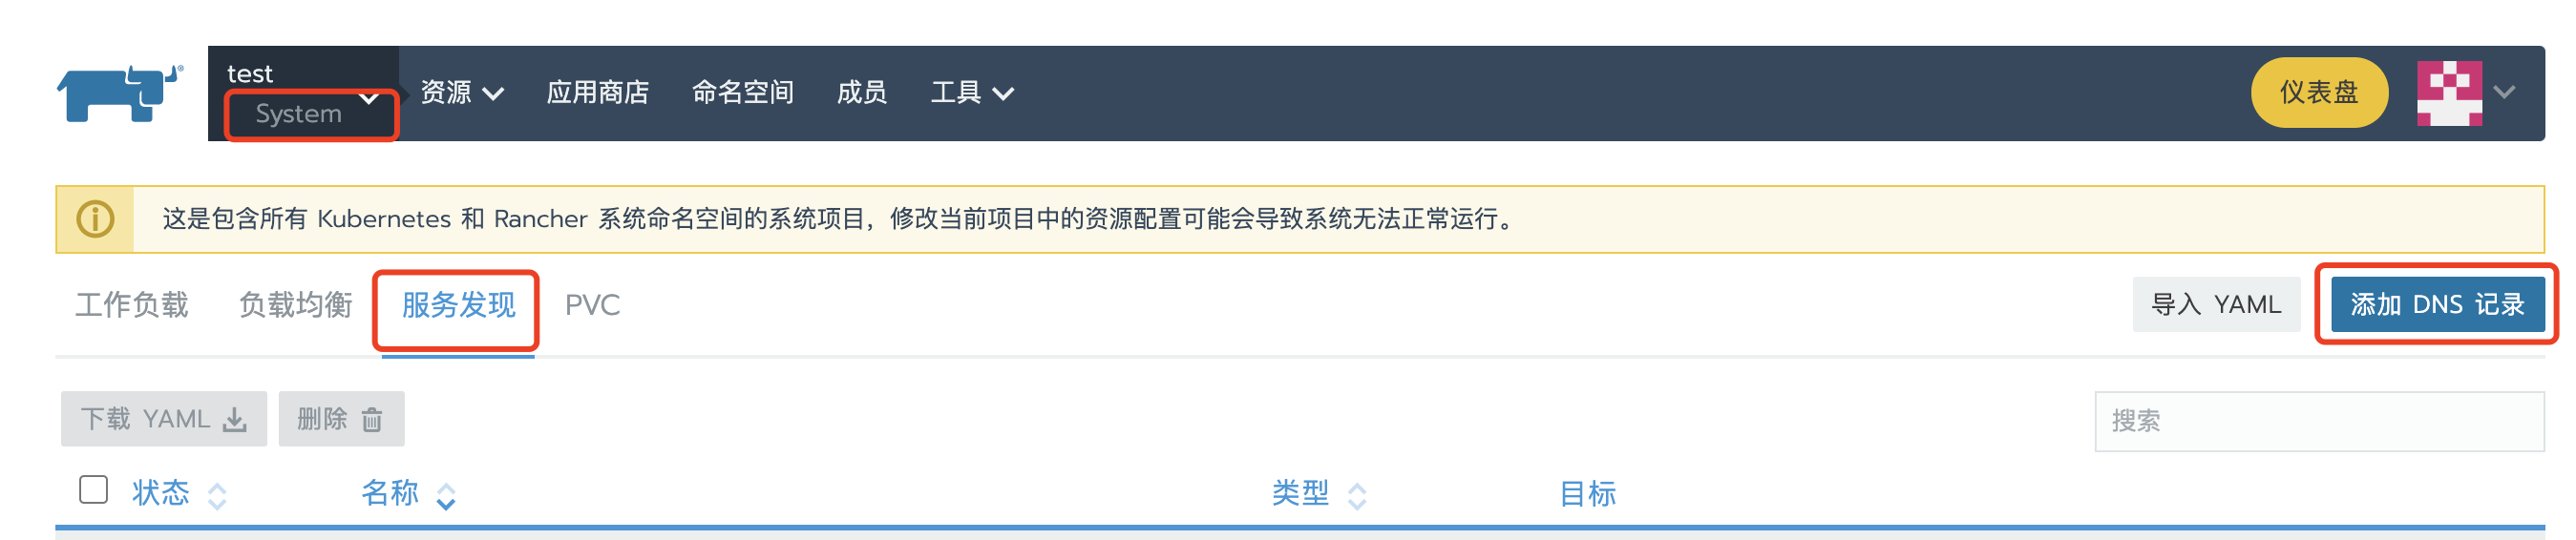 test
System
资源 应用商店 命名空间 成员 工具 仪表盘
这是包含所有 Kubernetes 和 Rancher 系统命名空间的系统项目，修改当前项目中的资源配置可能会导致系统无法正常运行。
工作负载 负载均衡 服务发现 PVC 导入 YAML 添加 DNS 记录
下载 YAML 删除 搜索
状态 名称 类型 目标